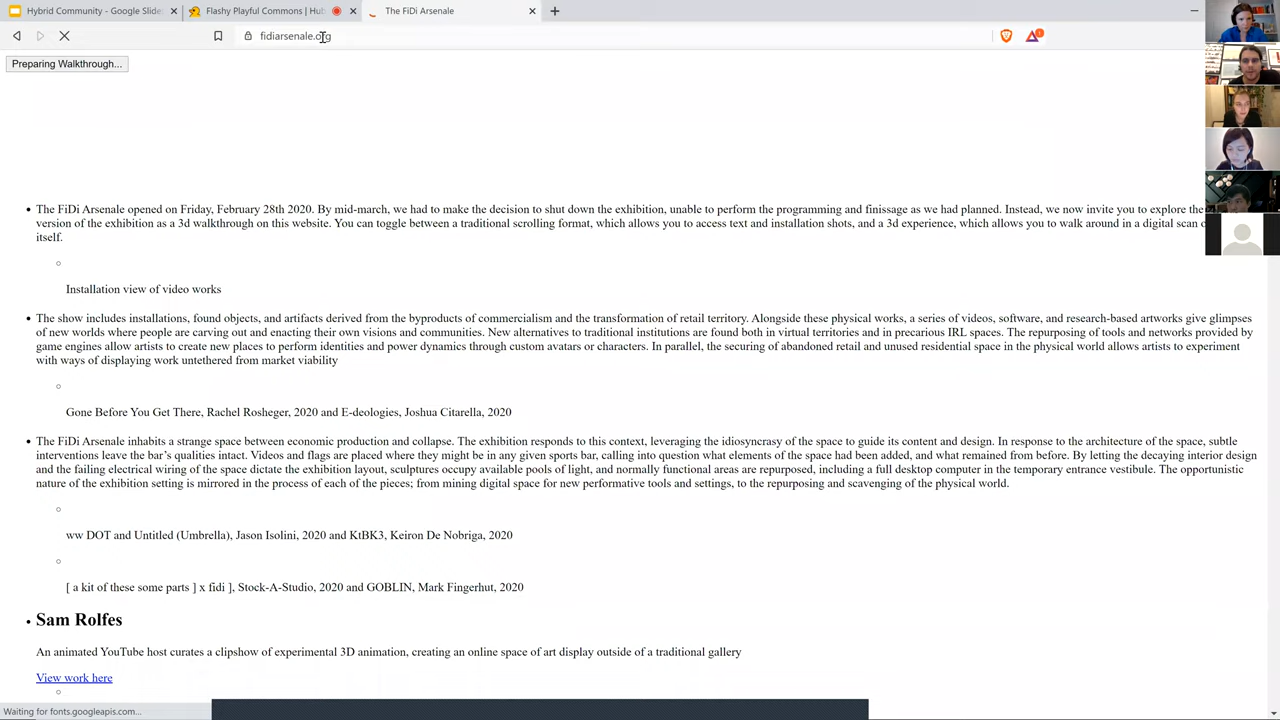 Hybrid Community - Google Slide
Flashy Playful Commons | Hu
The FiDi Arsenale
fidiarsenale.org
Preparing Walkthrough...
The FiDi Arsenale opened on Friday, February 28th 2020. By mid-march, we had to make the decision to shut down the exhibition, unable to perform the programming and finissage as we had planned. Instead, we now invite you to explore the
version of the exhibition as a 3d walkthrough on this website. You can toggle between a traditional scrolling format, which allows you to access text and installation shots, and a 3d experience, which allows you to walk around in a digital scan
itself.
Installation view of video works
The show includes installations, found objects, and artifacts derived from the byproducts of commercialism and the transformation of retail territory. Alongside these physical works, a series of videos, software, and research-based artworks give glimpses
of new worlds where people are carving out and enacting their own visions and communities. New alternatives to traditional institutions are found both in virtual territories and in precarious IRL spaces. The repurposing of tools and networks provided by
game engines allow artists to create new places to perform identities and power dynamics through custom avatars or characters. In parallel, the securing of abandoned retail and unused residential space in the physical world allows artists to experiment
with ways of displaying work untethered from market viability
Gone Before You Get There, Rachel Rosheger, 2020 and E-deologies, Joshua Citarella, 2020
The FiDi Arsenale inhabits a strange space between economic production and collapse. The exhibition responds to this context, leveraging the idiosyncrasy of the space to guide its content and design. In response to the architecture of the space, subtle
interventions leave the bar's qualities intact. Videos and flags are placed where they might be in any given sports bar, calling into question what elements of the space had been added, and what remained from before. By letting the decaying interior design
and the failing electrical wiring of the space dictate the exhibition layout, sculptures occupy available pools of light, and normally functional areas are repurposed, including a full desktop computer in the temporary entrance vestibule. The opportunistic
nature of the exhibition setting is mirrored in the process of each of the pieces; from mining digital space for new performative tools and settings, to the repurposing and scavenging of the physical world.
ww DOT and Untitled (Umbrella), Jason Isolini, 2020 and KtBK3, Keiron De Nobriga, 2020
[ a kit of these some parts ] x fidi ], Stock-A-Studio, 2020 and GOBLIN, Mark Fingerhut, 2020
Sam Rolfes
An animated YouTube host curates a clipshow of experimental 3D animation, creating an online space of art display outside of a traditional gallery
View work here
Waiting for fonts.googleapis.com...